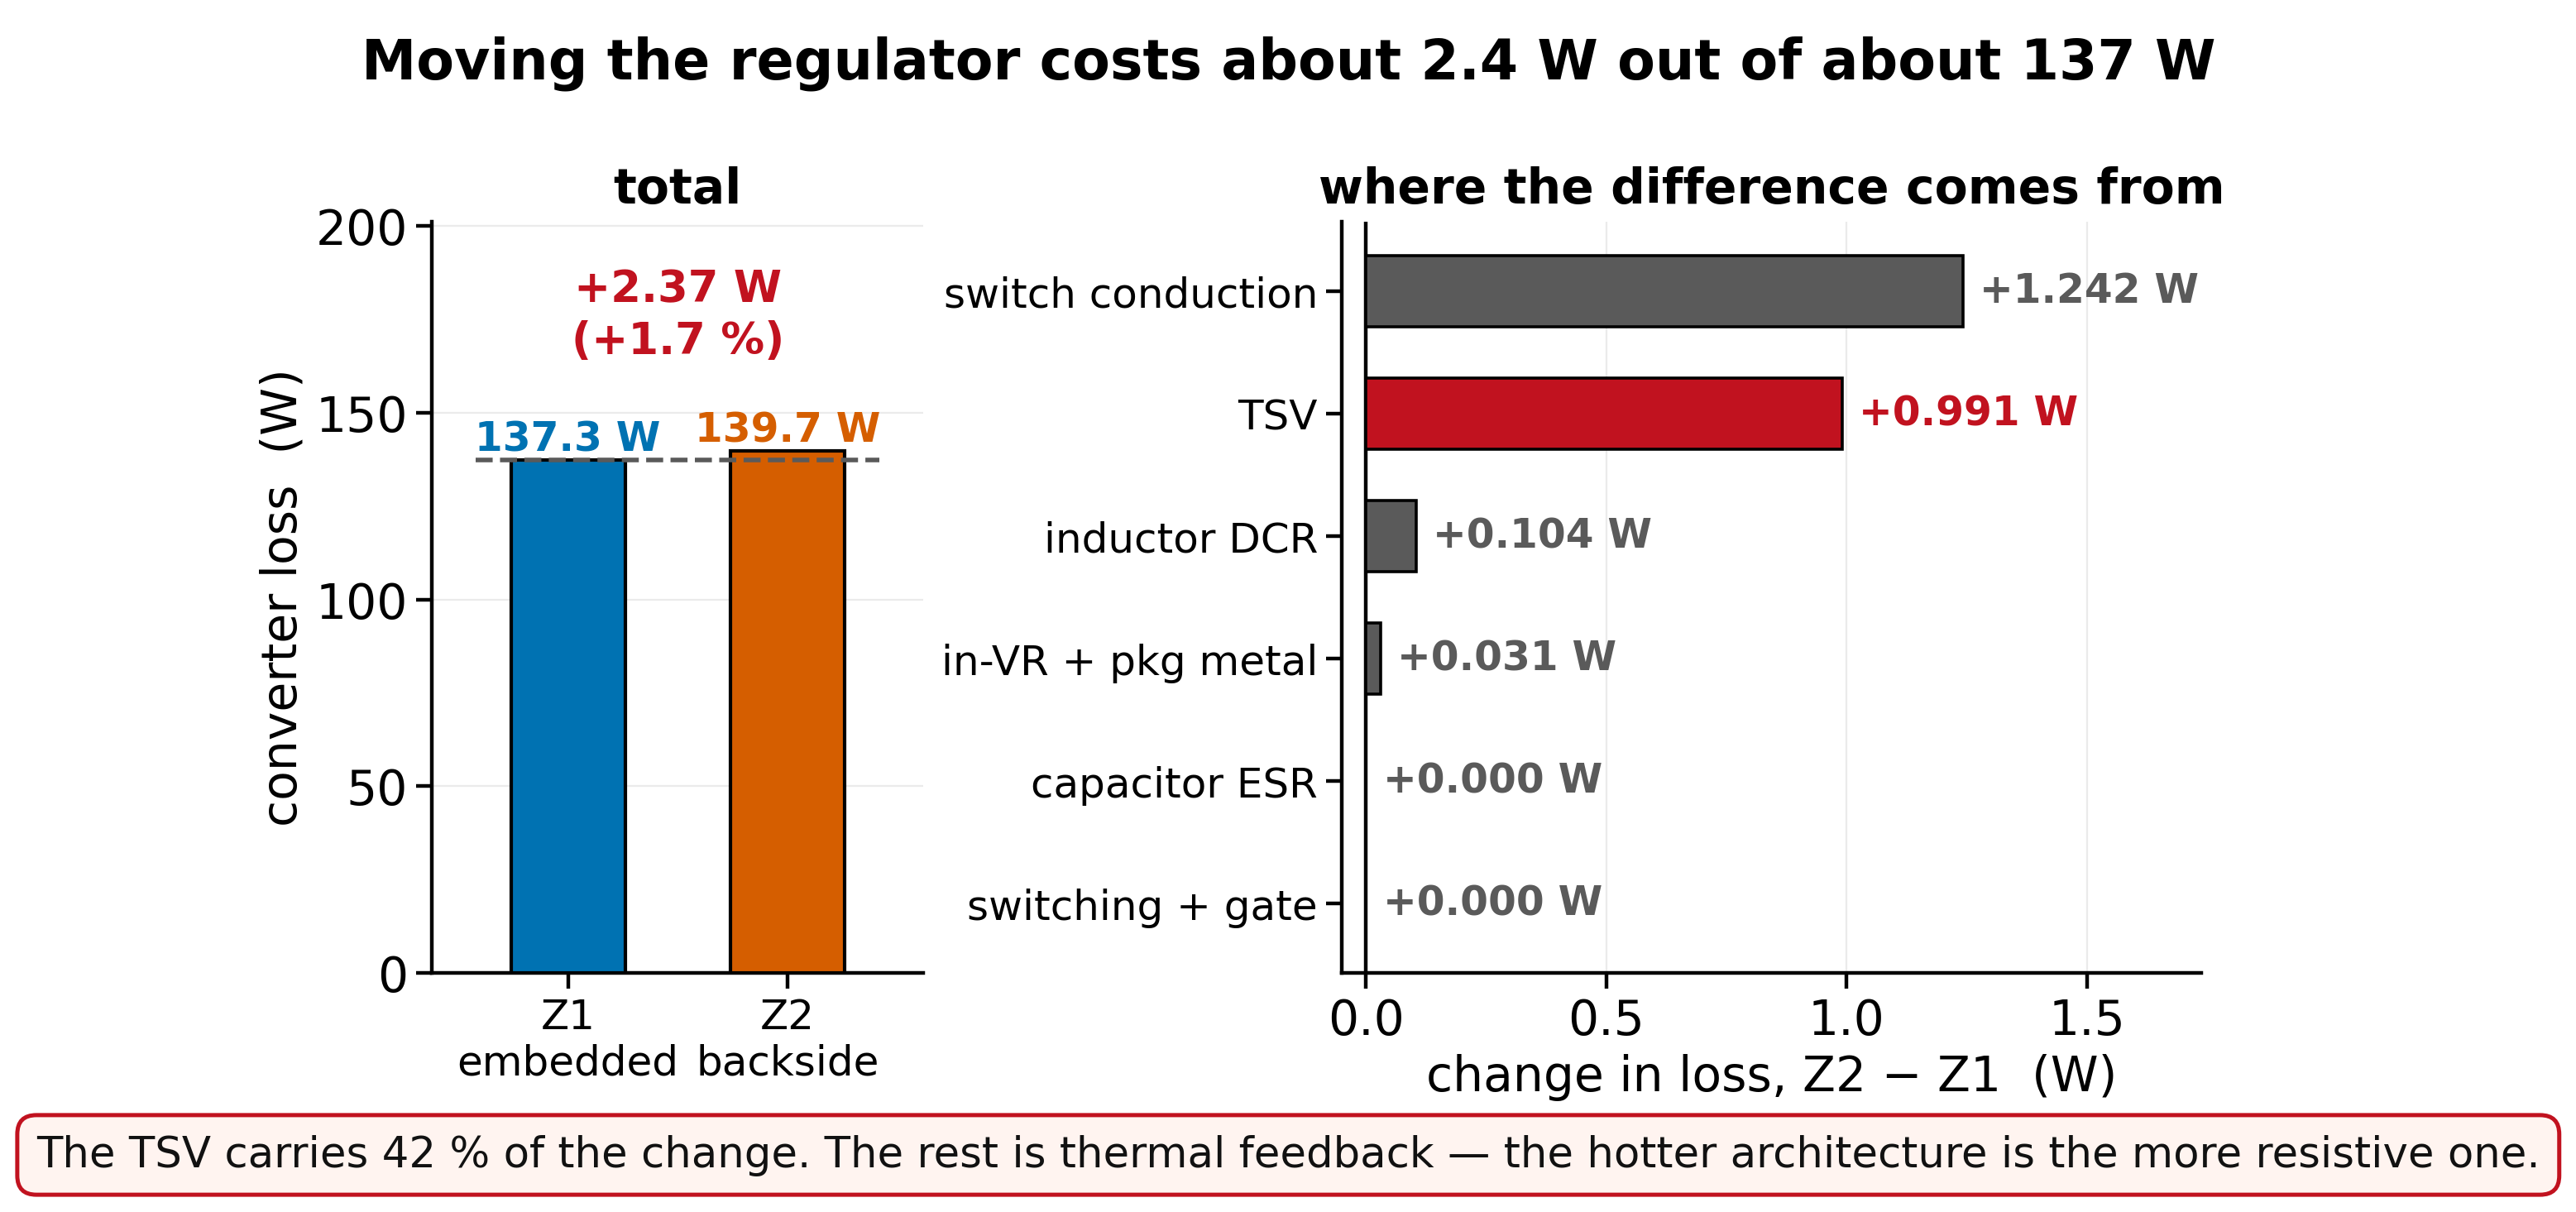 Moving the regulator costs about 2.4 W out of about 137 W
total
converter loss (W)
200
150
100
50
0
+2.37 W
(+1.7 %)
137.3 W
139.7 W
Z1
embedded
Z2
backside
where the difference comes from
switch conduction
+1.242 W
TSV
+0.991 W
inductor DCR
+0.104 W
in-VR + pkg metal
+0.031 W
capacitor ESR
+0.000 W
switching + gate
+0.000 W
0.0 0.5 1.0 1.5
change in loss, Z2 − Z1 (W)
The TSV carries 42 % of the change. The rest is thermal feedback — the hotter architecture is the more resistive one.